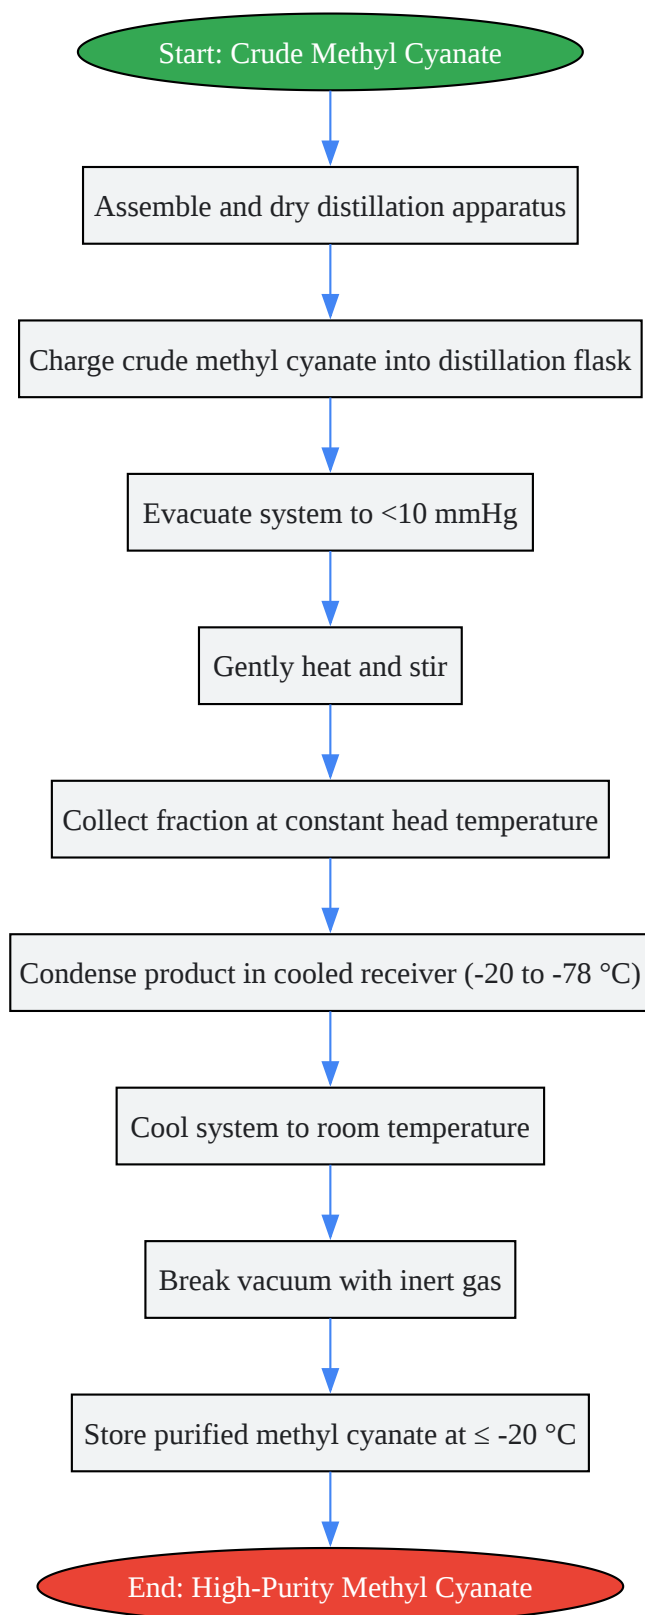 Start: Crude Methyl Cyanate
Assemble and dry distillation apparatus
Charge crude methyl cyanate into distillation flask
Evacuate system to <10 mmHg
Gently heat and stir
Collect fraction at constant head temperature
Condense product in cooled receiver (-20 to -78 °C)
Cool system to room temperature
Break vacuum with inert gas
Store purified methyl cyanate at ≤ -20 °C
End: High-Purity Methyl Cyanate